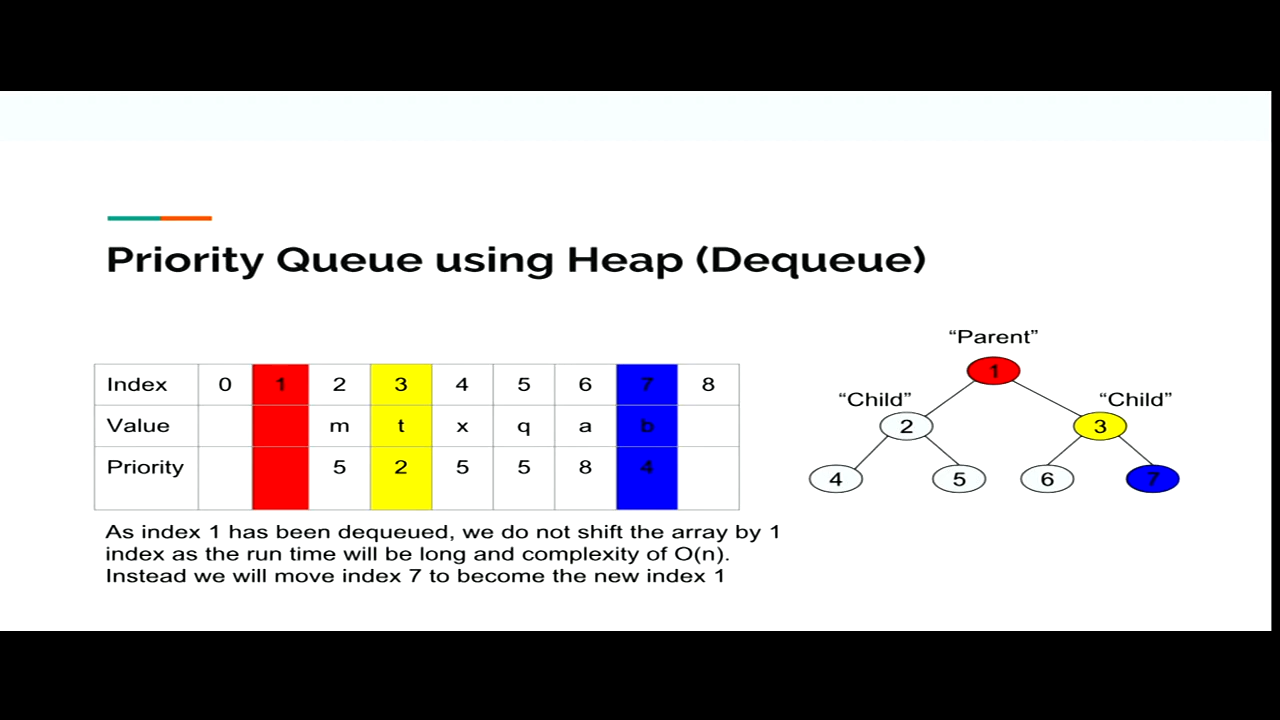 Priority Queue using Heap (Dequeue)
Index 0 1 2 3 4 5 6 7 8
Value m t x q a b
Priority 5 2 5 5 8 4
As index 1 has been dequeued, we do not shift the array by 1
index as the run time will be long and complexity of O(n).
Instead we will move index 7 to become the new index 1
“Parent”
1
“Child” “Child”
2 3
4 5 6 7